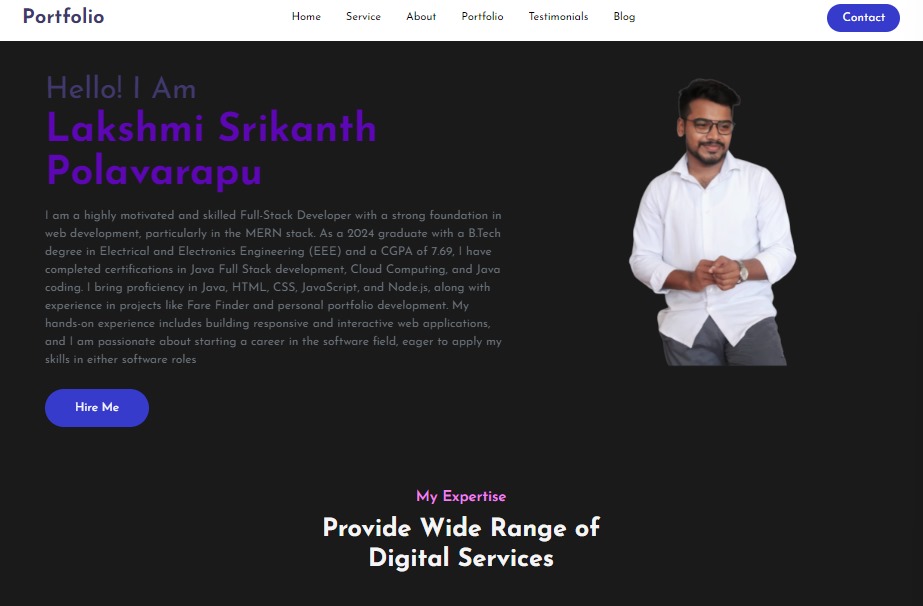 Portfolio
Home Service About Portfolio Testimonials Blog
Contact
Hello! I Am
Lakshmi Srikanth
Polavarapu
I am a highly motivated and skilled Full-Stack Developer with a strong foundation in
web development, particularly in the MERN stack. As a 2024 graduate with a B.Tech
degree in Electrical and Electronics Engineering (EEE) and a CGPA of 7.69, I have
completed certifications in Java Full Stack development, Cloud Computing, and Java
coding. I bring proficiency in Java, HTML, CSS, JavaScript, and Node.js, along with
experience in projects like Fare Finder and personal portfolio development. My
hands-on experience includes building responsive and interactive web applications,
and I am passionate about starting a career in the software field, eager to apply my
skills in either software roles
Hire Me
My Expertise
Provide Wide Range of
Digital Services